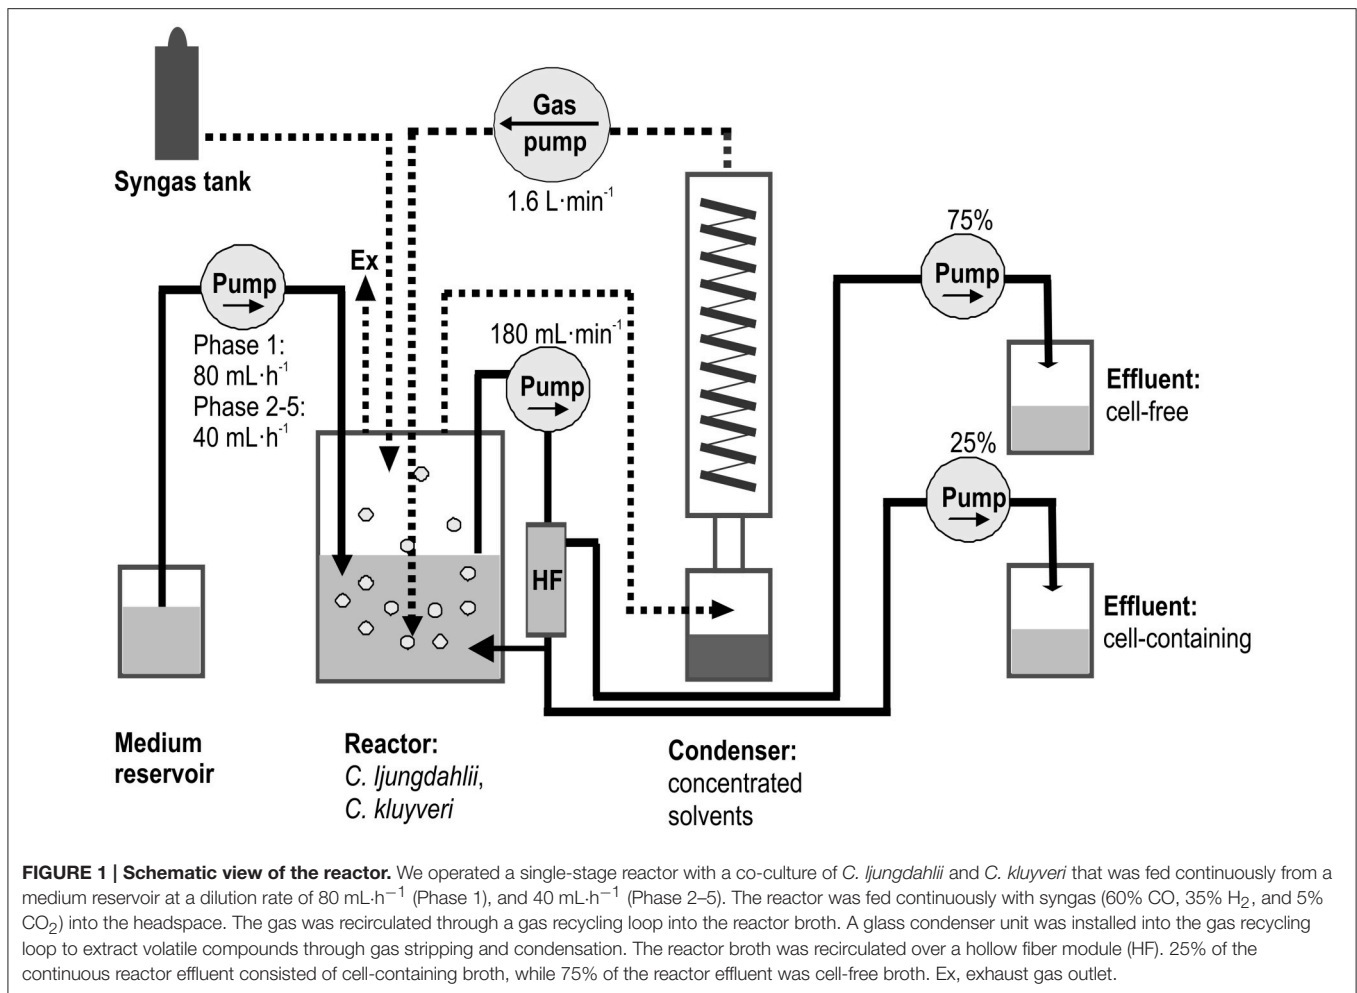 Syngas tank
Gas
pump
1.6 L·min⁻¹
Ex
Pump
Phase 1:
80 mL·h⁻¹
Phase 2-5:
40 mL·h⁻¹
180 mL·min⁻¹
Pump
HF
75%
Pump
Effluent:
cell-free
25%
Pump
Effluent:
cell-containing
Medium
reservoir
Reactor:
C. ljungdahlii,
C. kluyveri
Condenser:
concentrated
solvents
FIGURE 1 | Schematic view of the reactor. We operated a single-stage reactor with a co-culture of C. ljungdahlii and C. kluyveri that was fed continuously from a
medium reservoir at a dilution rate of 80 mL·h⁻¹ (Phase 1), and 40 mL·h⁻¹ (Phase 2–5). The reactor was fed continuously with syngas (60% CO, 35% H₂, and 5%
CO₂) into the headspace. The gas was recirculated through a gas recycling loop into the reactor broth. A glass condenser unit was installed into the gas recycling
loop to extract volatile compounds through gas stripping and condensation. The reactor broth was recirculated over a hollow fiber module (HF). 25% of the
continuous reactor effluent consisted of cell-containing broth, while 75% of the reactor effluent was cell-free broth. Ex, exhaust gas outlet.